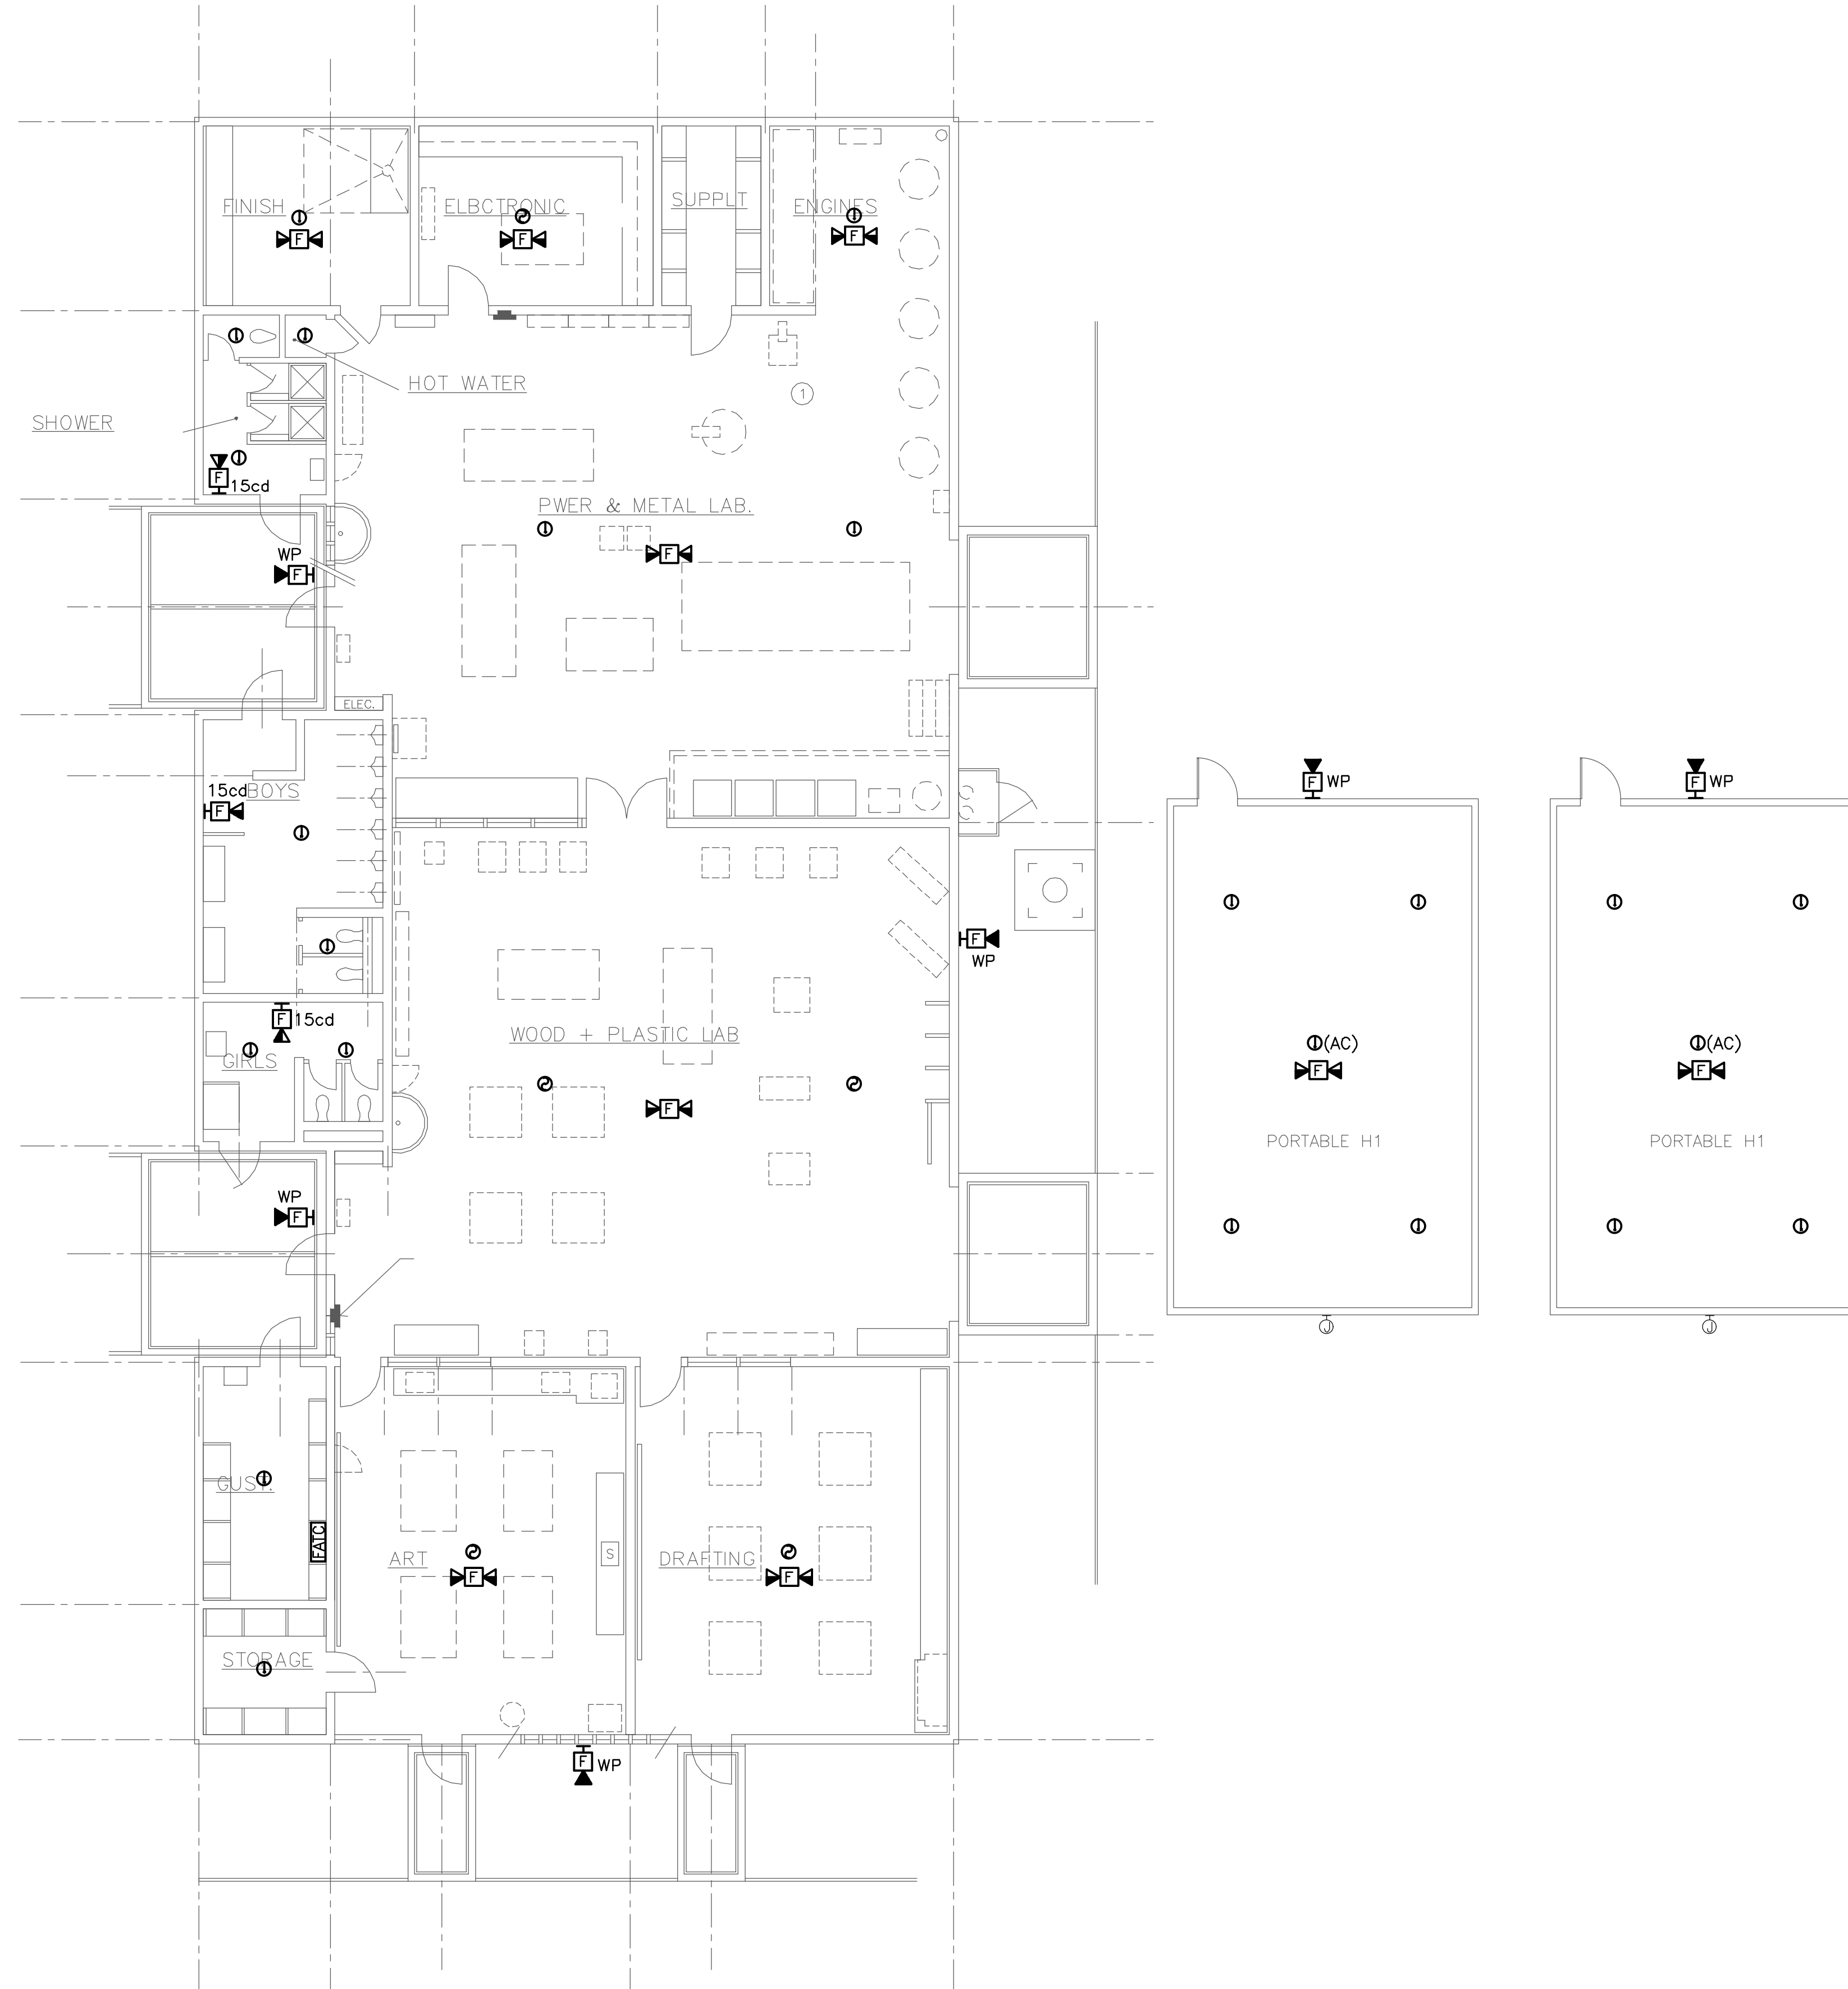 FINISH
ELBCTRONIC
SUPPLT
ENGINES
F
F
F
HOT WATER
1
SHOWER
F
15cd
PWER & METAL LAB.
F
WP
F
ELEC.
WP
F
WP
F
15cd
BOYS
F
F
WP
F
15cd
WOOD + PLASTIC LAB
(AC)
(AC)
GIRLS
F
F
F
PORTABLE H1
PORTABLE H1
WP
F
J
J
GUST.
FATC
ART
S
DRAFTING
F
F
STORAGE
F
WP